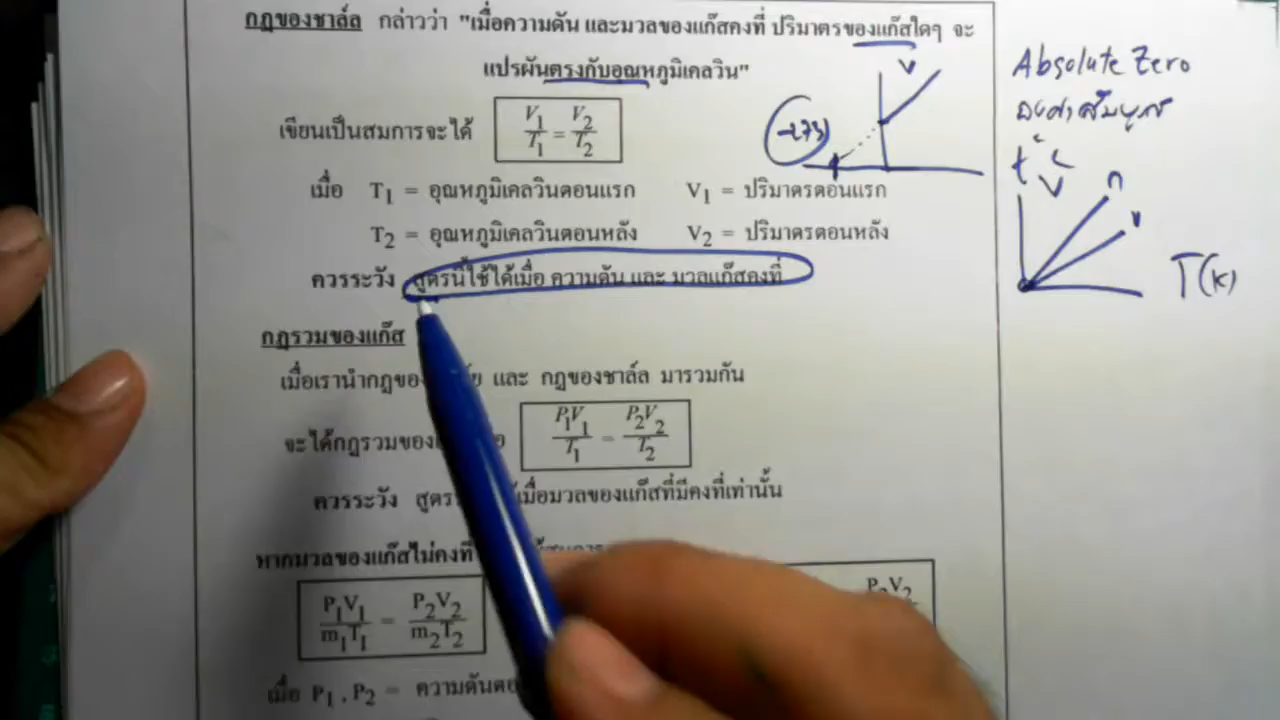 กฎของชาล์ล กล่าวว่า "เมื่อความดัน และมวลของแก๊สคงที่ ปริมาตรของแก๊สใดๆ จะ
แปรผันตรงกับอุณหภูมิเคลวิน"
เขียนเป็นสมการจะได้ V₁/T₁ = V₂/T₂
เมื่อ T₁ = อุณหภูมิเคลวินตอนแรก V₁ = ปริมาตรตอนแรก
T₂ = อุณหภูมิเคลวินตอนหลัง V₂ = ปริมาตรตอนหลัง
ควรระวัง สูตรนี้ใช้ได้เมื่อ ความดัน และ มวลแก๊สคงที่
กฎรวมของแก๊ส
เมื่อเรานำกฎของ และ กฎของชาล์ล มารวมกัน
จะได้กฎรวมของ P₁V₁/T₁ = P₂V₂/T₂
ควรระวัง สูตร เมื่อมวลของแก๊สที่มีคงที่เท่านั้น
หากมวลของแก๊สไม่คงที่
P₁V₁/m₁T₁ = P₂V₂/m₂T₂ P₂V₂
เมื่อ P₁ , P₂ = ความดัน
V
-273
Absolute Zero
V
n
T(K)